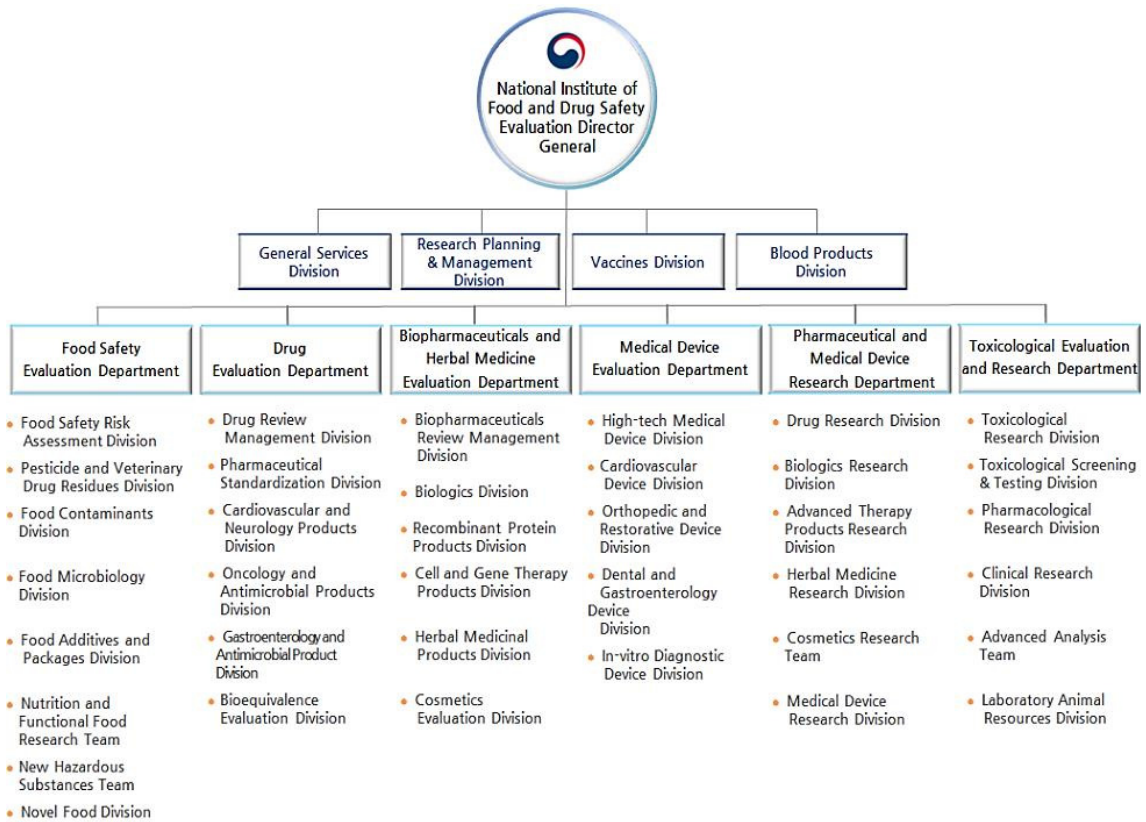 National Institute of
Food and Drug Safety
Evaluation Director
General
General Services
Division
Research Planning
& Management
Division
Vaccines Division
Blood Products
Division
Food Safety
Evaluation Department
Drug
Evaluation Department
Biopharmaceuticals and
Herbal Medicine
Evaluation Department
Medical Device
Evaluation Department
Pharmaceutical and
Medical Device
Research Department
Toxicological Evaluation
and Research Department
• Food Safety Risk
Assessment Division
• Pesticide and Veterinary
Drug Residues Division
• Food Contaminants
Division
• Food Microbiology
Division
• Food Additives and
Packages Division
• Nutrition and
Functional Food
Research Team
• New Hazardous
Substances Team
• Novel Food Division
• Drug Review
Management Division
• Pharmaceutical
Standardization Division
• Cardiovascular and
Neurology Products
Division
• Oncology and
Antimicrobial Products
Division
• Gastroenterology and
Antimicrobial Product
Division
• Bioequivalence
Evaluation Division
• Biopharmaceuticals
Review Management
Division
• Biologics Division
• Recombinant Protein
Products Division
• Cell and Gene Therapy
Products Division
• Herbal Medicinal
Products Division
• Cosmetics
Evaluation Division
• High-tech Medical
Device Division
• Cardiovascular
Device Division
• Orthopedic and
Restorative Device
Division
• Dental and
Gastroenterology
Device
Division
• In-vitro Diagnostic
Device Division
• Drug Research Division
• Biologics Research
Division
• Advanced Therapy
Products Research
Division
• Herbal Medicine
Research Division
• Cosmetics Research
Team
• Medical Device
Research Division
• Toxicological
Research Division
• Toxicological Screening
& Testing Division
• Pharmacological
Research Division
• Clinical Research
Division
• Advanced Analysis
Team
• Laboratory Animal
Resources Division